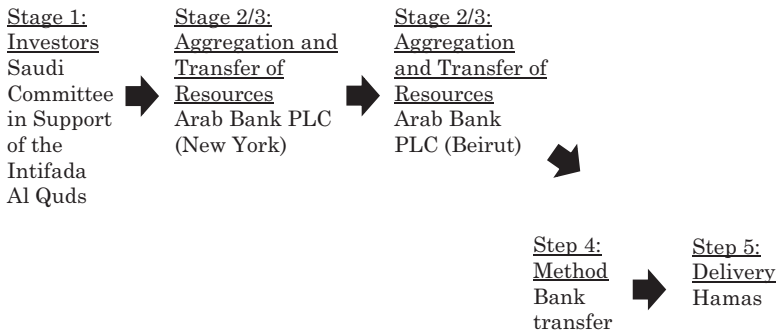 Stage 1:
Investors
Saudi
Committee
in Support
of the
Intifada
Al Quds
Stage 2/3:
Aggregation and
Transfer of
Resources
Arab Bank PLC
(New York)
Stage 2/3:
Aggregation
and Transfer of
Resources
Arab Bank
PLC (Beirut)
Step 4:
Method
Bank
transfer
Step 5:
Delivery
Hamas